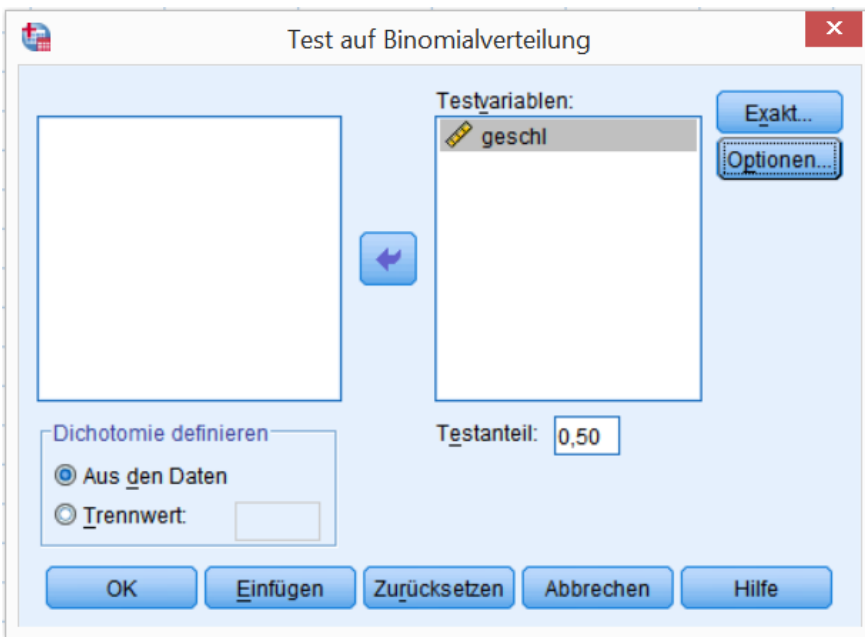 Test auf Binomialverteilung
Testvariablen:
geschl
Exakt...
Optionen...
Dichotomie definieren
Aus den Daten
Trennwert:
Testanteil: 0,50
OK Einfügen Zurücksetzen Abbrechen Hilfe